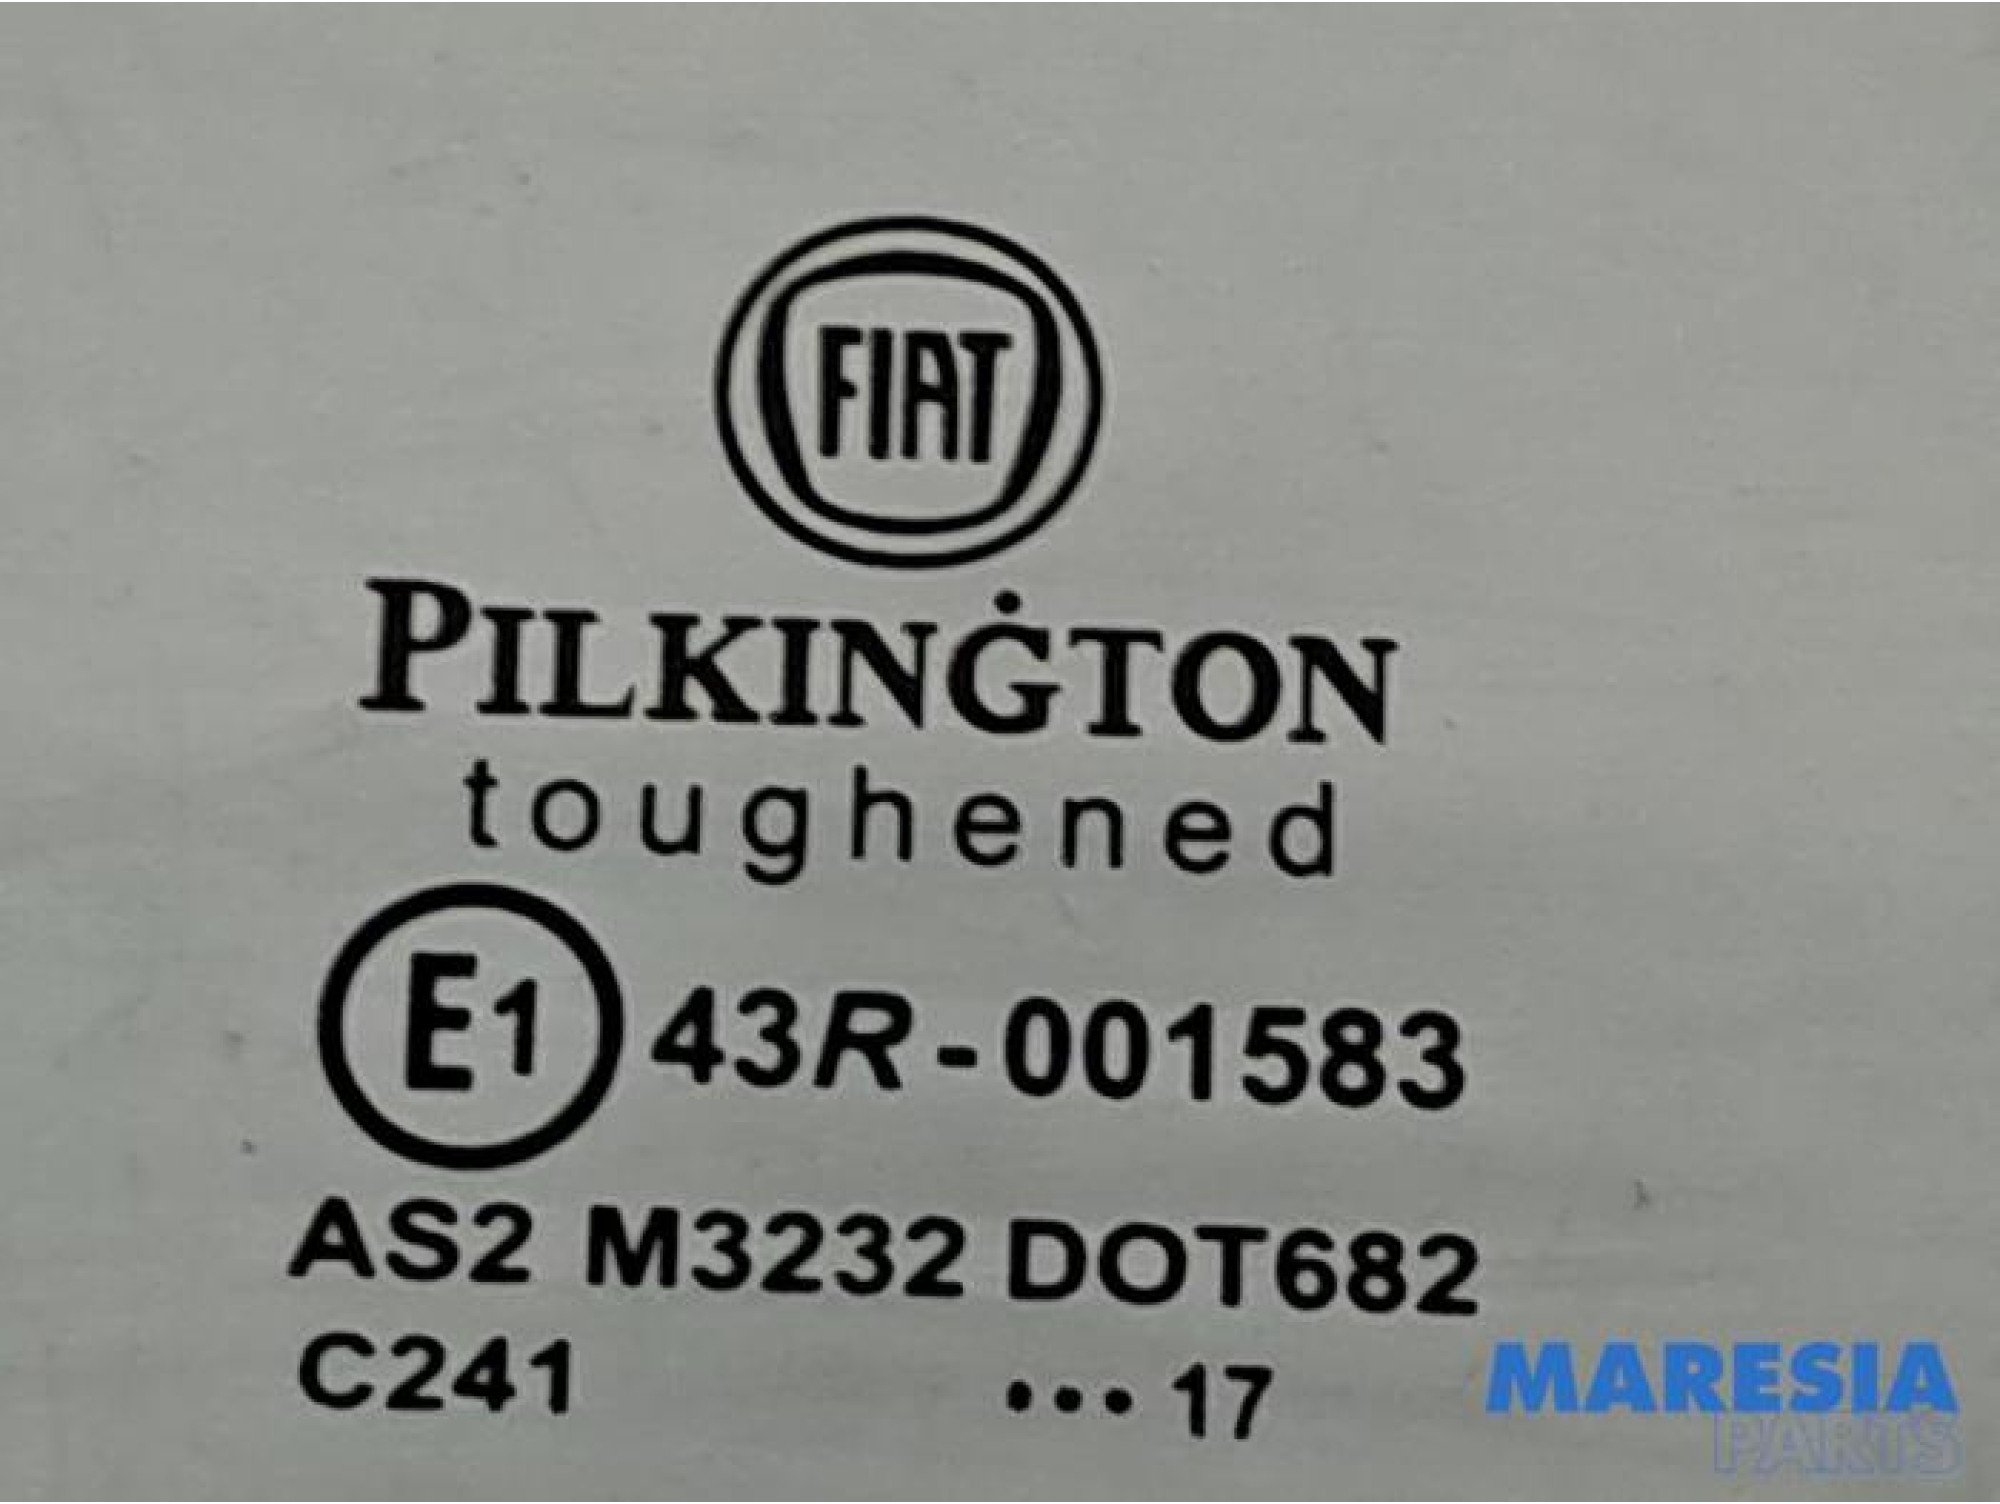 FIAT
PILKINGTON
toughened
E1 43R-001583
AS2 M3232 DOT682
C241 ...17
MARESIA
PARTS